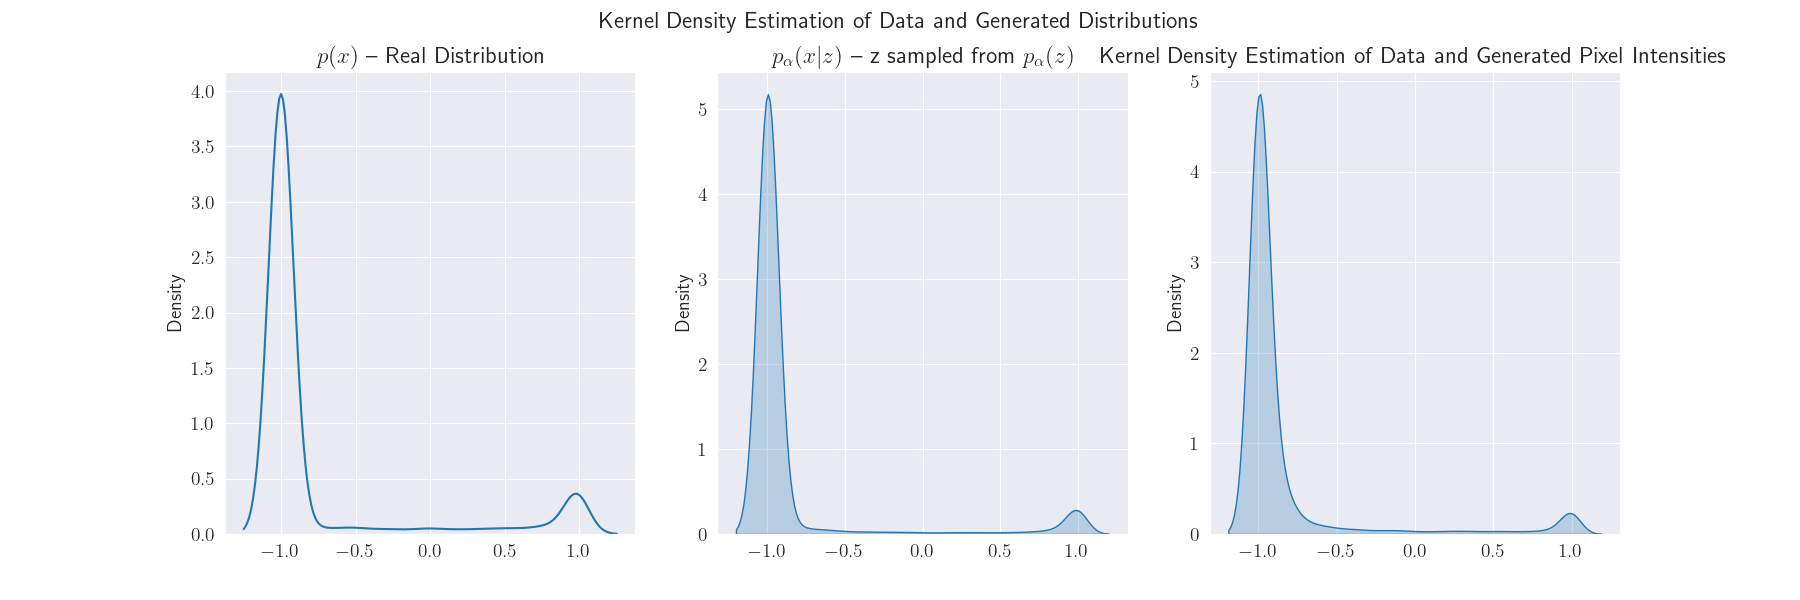 Kernel Density Estimation of Data and Generated Distributions
p(x) – Real Distribution
4.0
3.5
3.0
2.5
2.0
1.5
1.0
0.5
0.0
Density
−1.0 −0.5 0.0 0.5 1.0
pα(x|z) – z sampled from pα(z)
5
4
3
2
1
0
Density
−1.0 −0.5 0.0 0.5 1.0
Kernel Density Estimation of Data and Generated Pixel Intensities
5
4
3
2
1
0
Density
−1.0 −0.5 0.0 0.5 1.0